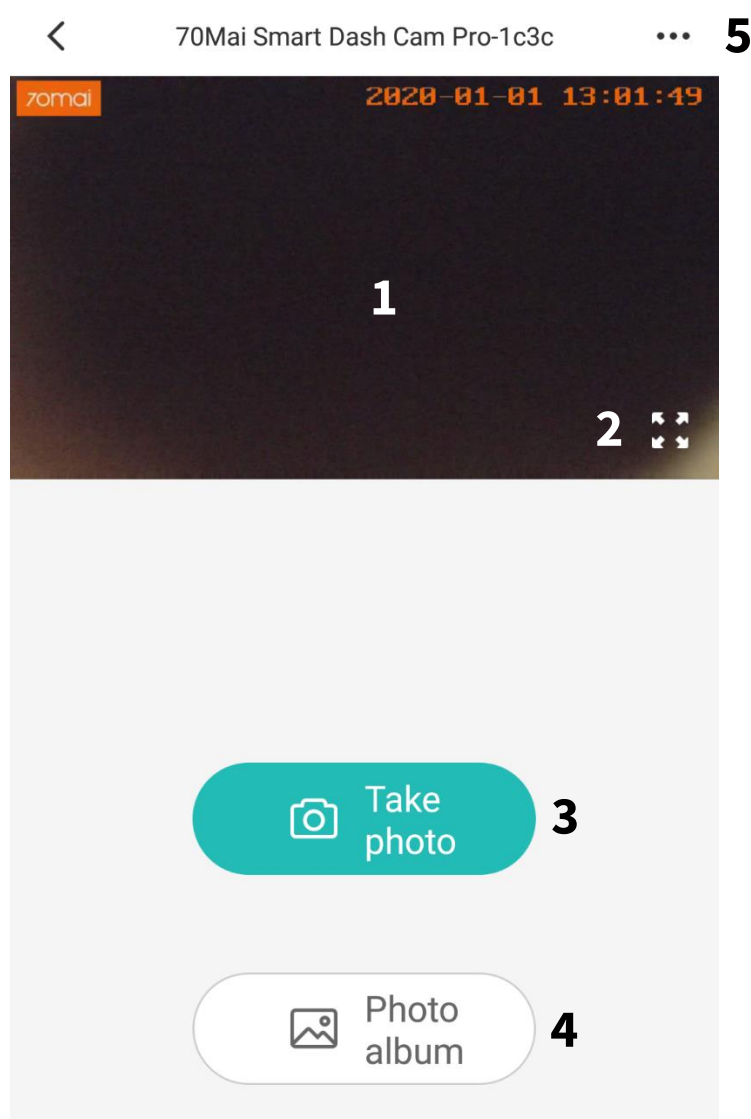 70Mai Smart Dash Cam Pro-1c3c
5
70mai
2020-01-01 13:01:49
1
2
Take
photo
3
Photo
album
4